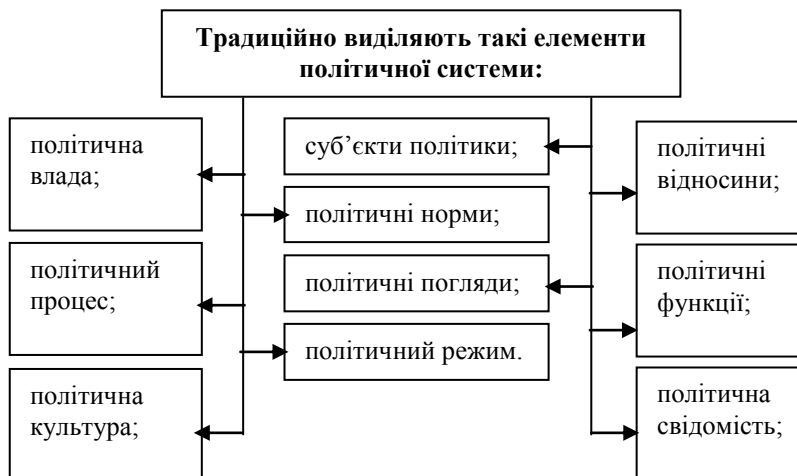 Традиційно виділяють такі елементи
політичної системи:
політична
влада;
політичний
процес;
політична
культура;
суб’єкти політики;
політичні норми;
політичні погляди;
політичний режим.
політичні
відносини;
політичні
функції;
політична
свідомість;